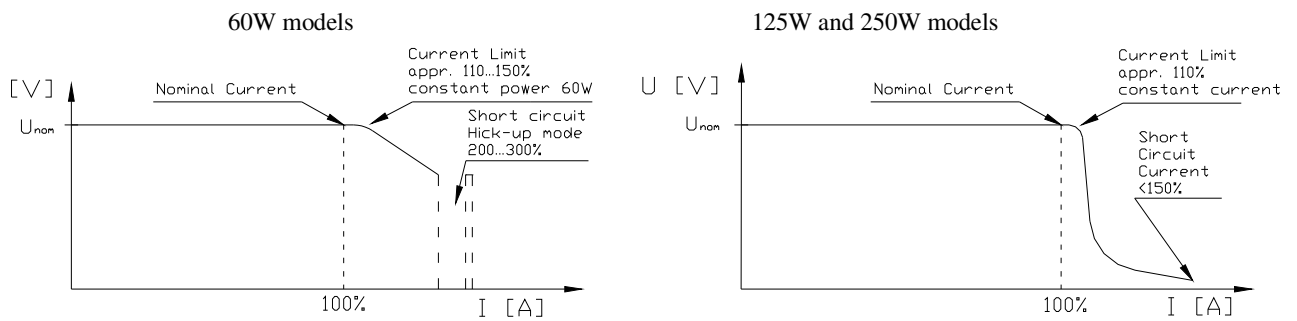 60W models
[V]
Unom
Nominal Current
Current Limit
appr. 110...150%
constant power 60W
Short circuit
Hick-up mode
200...300%
100%
I [A]
125W and 250W models
U [V]
Unom
Nominal Current
Current Limit
appr. 110%
constant current
Short
Circuit
Current
<150%
100%
I [A]